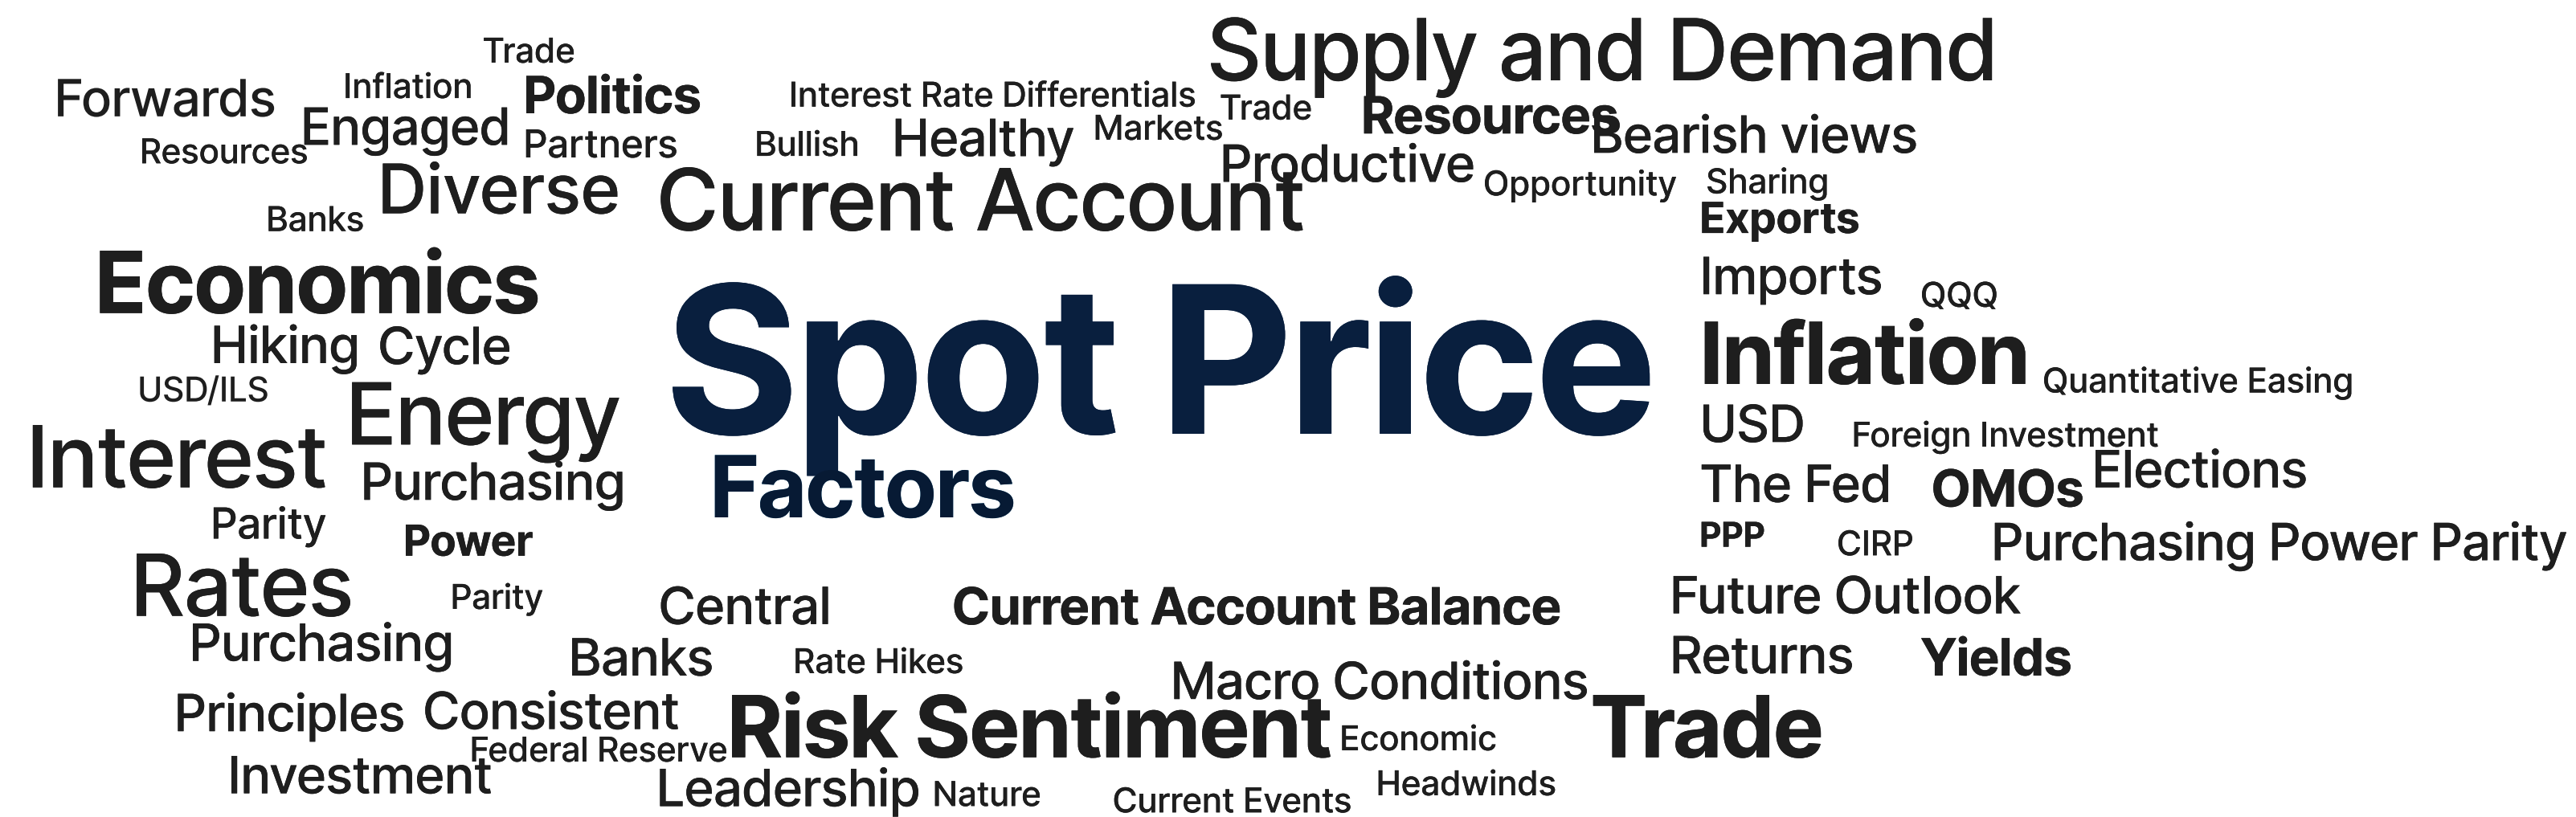 Supply and Demand
Trade
Forwards
Inflation
Politics
Interest Rate Differentials
Trade
Resources
Engaged
Partners
Bullish
Healthy
Markets
Bearish views
Resources
Productive
Diverse
Current Account
Opportunity
Sharing
Banks
Exports
Economics
Imports
QQQ
Spot Price
Factors
Hiking Cycle
Inflation
Quantitative Easing
USD/ILS
Energy
USD
Foreign Investment
Interest
Purchasing
The Fed
OMOs
Elections
Parity
Power
PPP
CIRP
Purchasing Power Parity
Rates
Parity
Central
Current Account Balance
Future Outlook
Purchasing
Banks
Rate Hikes
Macro Conditions
Returns
Yields
Principles
Consistent
Risk Sentiment
Economic
Trade
Federal Reserve
Investment
Leadership
Nature
Current Events
Headwinds